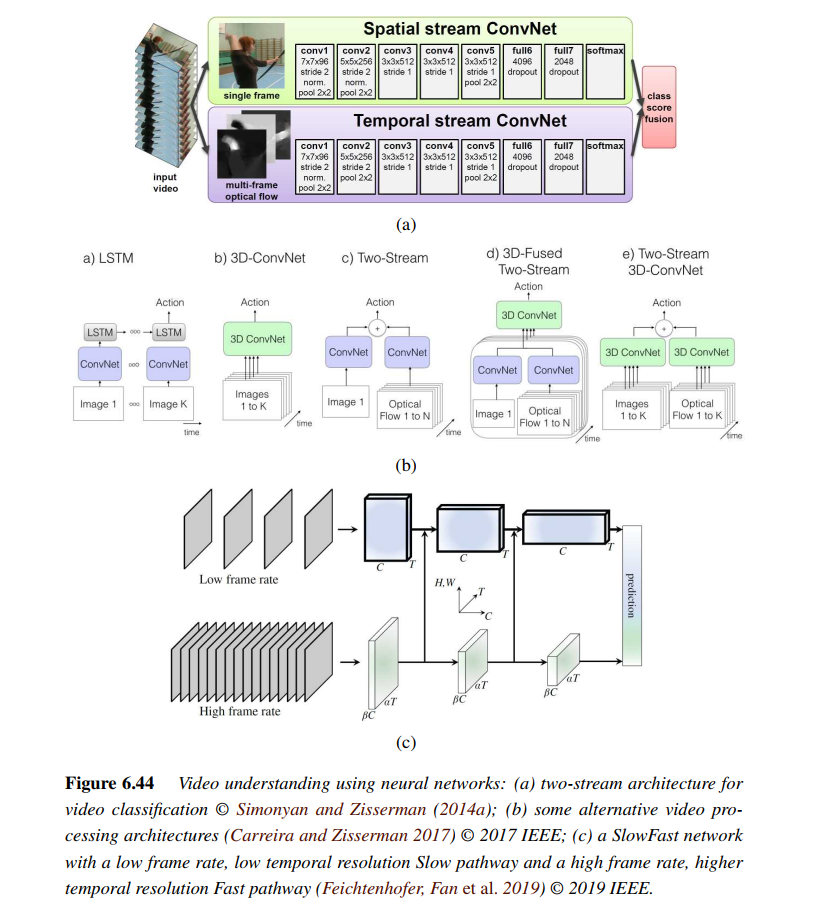 Spatial stream ConvNet
conv1 conv2 conv3 conv4 conv5 full6 full7 softmax
7x7x96 5x5x256 3x3x512 3x3x512 3x3x512 4096 2048
stride 2 stride 2 stride 1 stride 1 stride 1 dropout dropout
norm. norm. pool 2x2
pool 2x2 pool 2x2
single frame
Temporal stream ConvNet
conv1 conv2 conv3 conv4 conv5 full6 full7 softmax
7x7x96 5x5x256 3x3x512 3x3x512 3x3x512 4096 2048
stride 2 stride 2 stride 1 stride 1 stride 1 dropout dropout
norm. pool 2x2 pool 2x2
pool 2x2
multi-frame
optical flow
input
video
class
score
fusion
(a)
a) LSTM
Action
LSTM LSTM
ConvNet ConvNet
Image 1 Image K
time
b) 3D-ConvNet
Action
3D ConvNet
Images
1 to K
time
c) Two-Stream
Action
+
ConvNet ConvNet
Image 1 Optical
Flow 1 to N
time
d) 3D-Fused
Two-Stream
Action
3D ConvNet
ConvNet ConvNet
Image 1 Optical
Flow 1 to N
time
e) Two-Stream
3D-ConvNet
Action
+
3D ConvNet 3D ConvNet
Images Optical
1 to K Flow 1 to K
time
(b)
Low frame rate
C T
C T
C T
H,W
T
C
prediction
High frame rate
βC αT
βC αT
βC αT
(c)
Figure 6.44 Video understanding using neural networks: (a) two-stream architecture for
video classification © Simonyan and Zisserman (2014a); (b) some alternative video pro-
cessing architectures (Carreira and Zisserman 2017) © 2017 IEEE; (c) a SlowFast network
with a low frame rate, low temporal resolution Slow pathway and a high frame rate, higher
temporal resolution Fast pathway (Feichtenhofer, Fan et al. 2019) © 2019 IEEE.